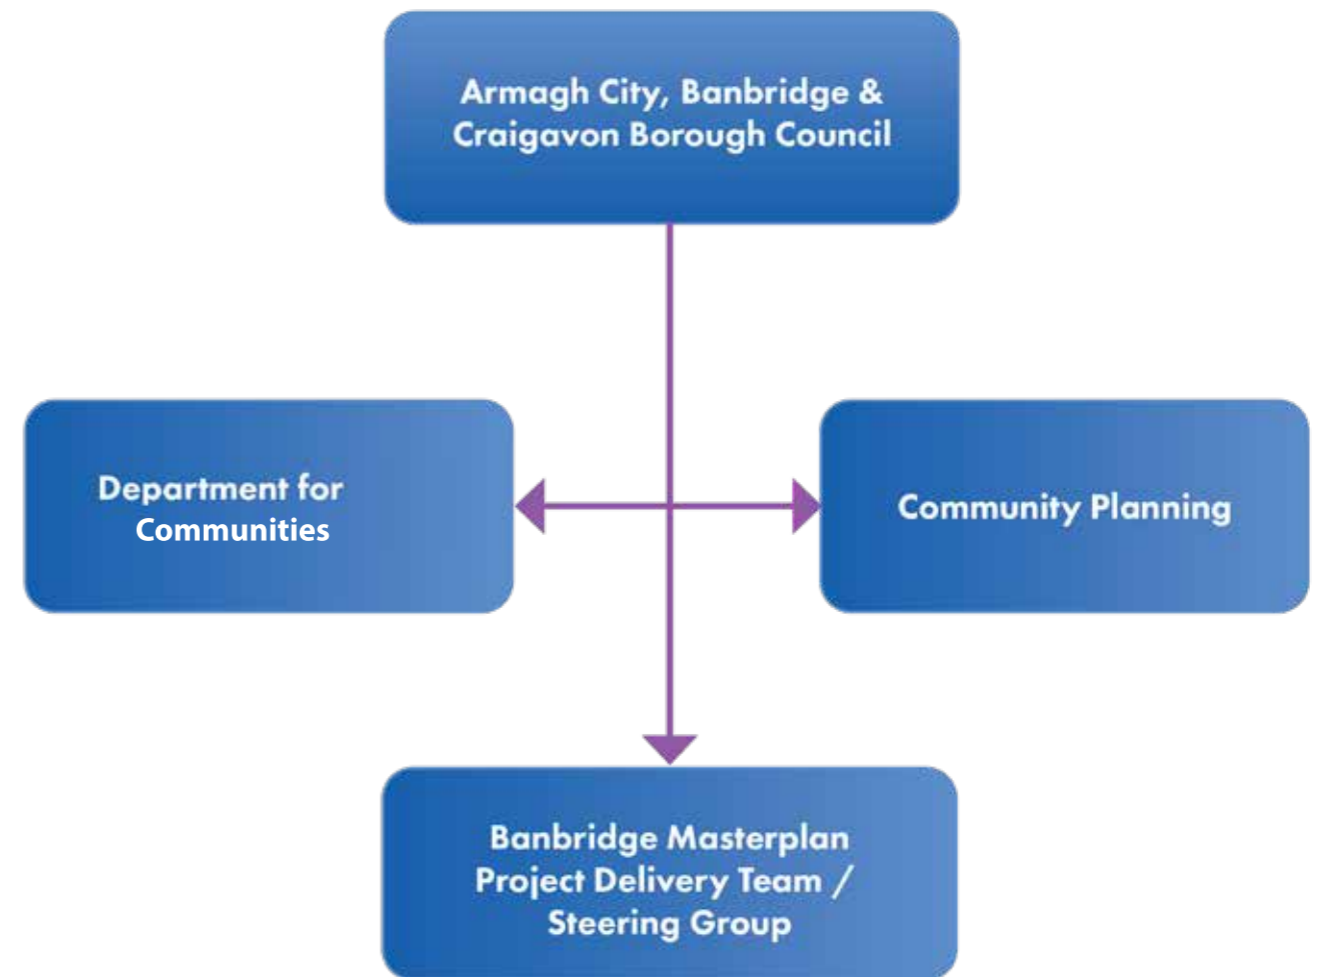 Armagh City, Banbridge &
Craigavon Borough Council
Department for
Communities
Community Planning
Banbridge Masterplan
Project Delivery Team /
Steering Group